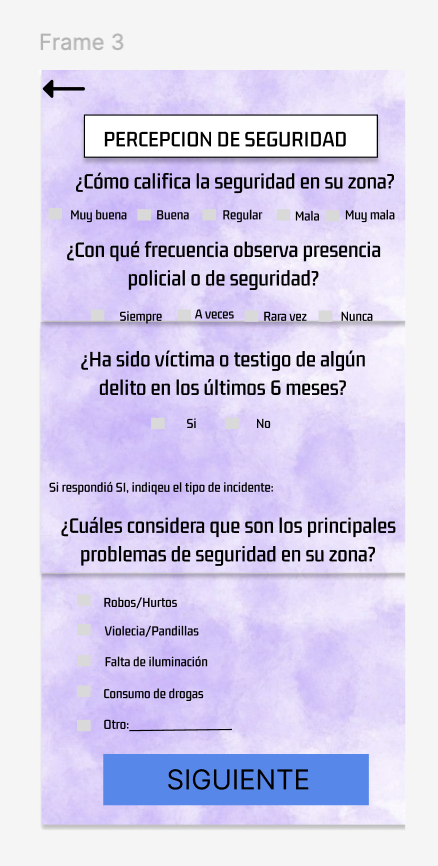 Frame 3
PERCEPCION DE SEGURIDAD
¿Cómo califica la seguridad en su zona?
Muy buena Buena Regular Mala Muy mala
¿Con qué frecuencia observa presencia
policial o de seguridad?
Siempre A veces Rara vez Nunca
¿Ha sido víctima o testigo de algún
delito en los últimos 6 meses?
Si No
Si respondió SI, indiqeu el tipo de incidente:
¿Cuáles considera que son los principales
problemas de seguridad en su zona?
Robos/Hurtos
Violecia/Pandillas
Falta de iluminación
Consumo de drogas
Otro:_______________
SIGUIENTE